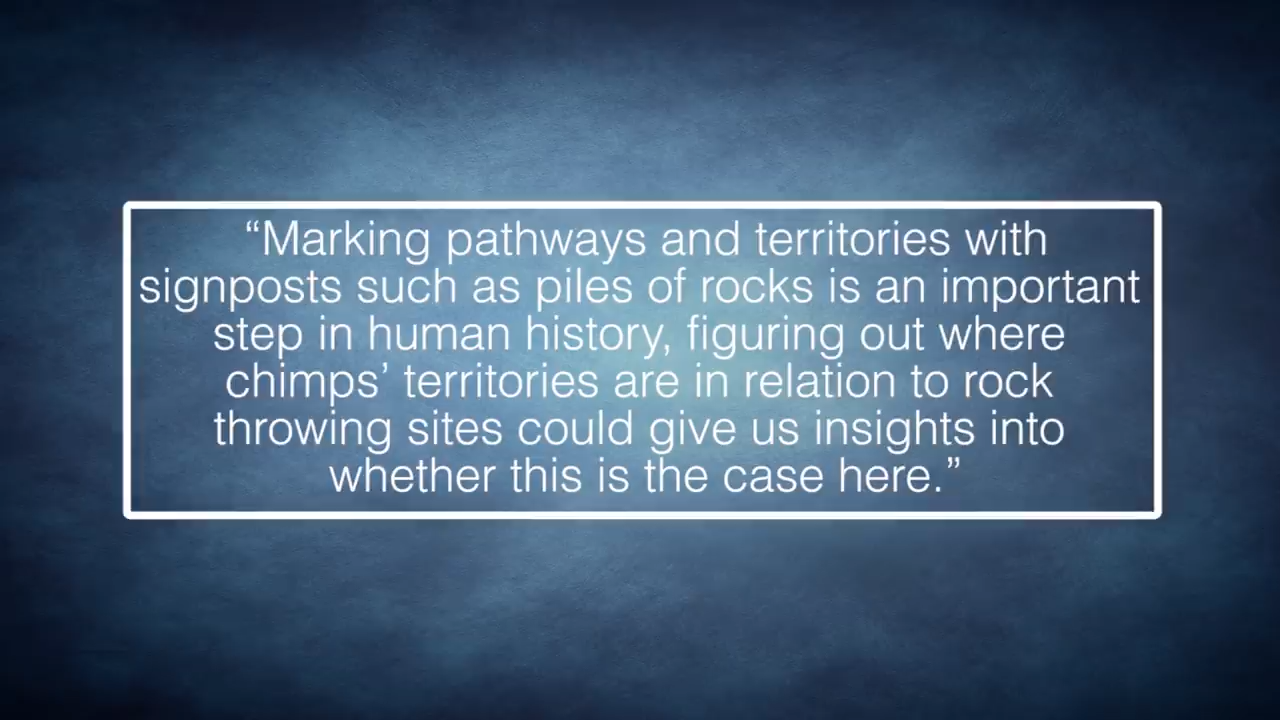 “Marking pathways and territories with
signposts such as piles of rocks is an important
step in human history, figuring out where
chimps’ territories are in relation to rock
throwing sites could give us insights into
whether this is the case here.”